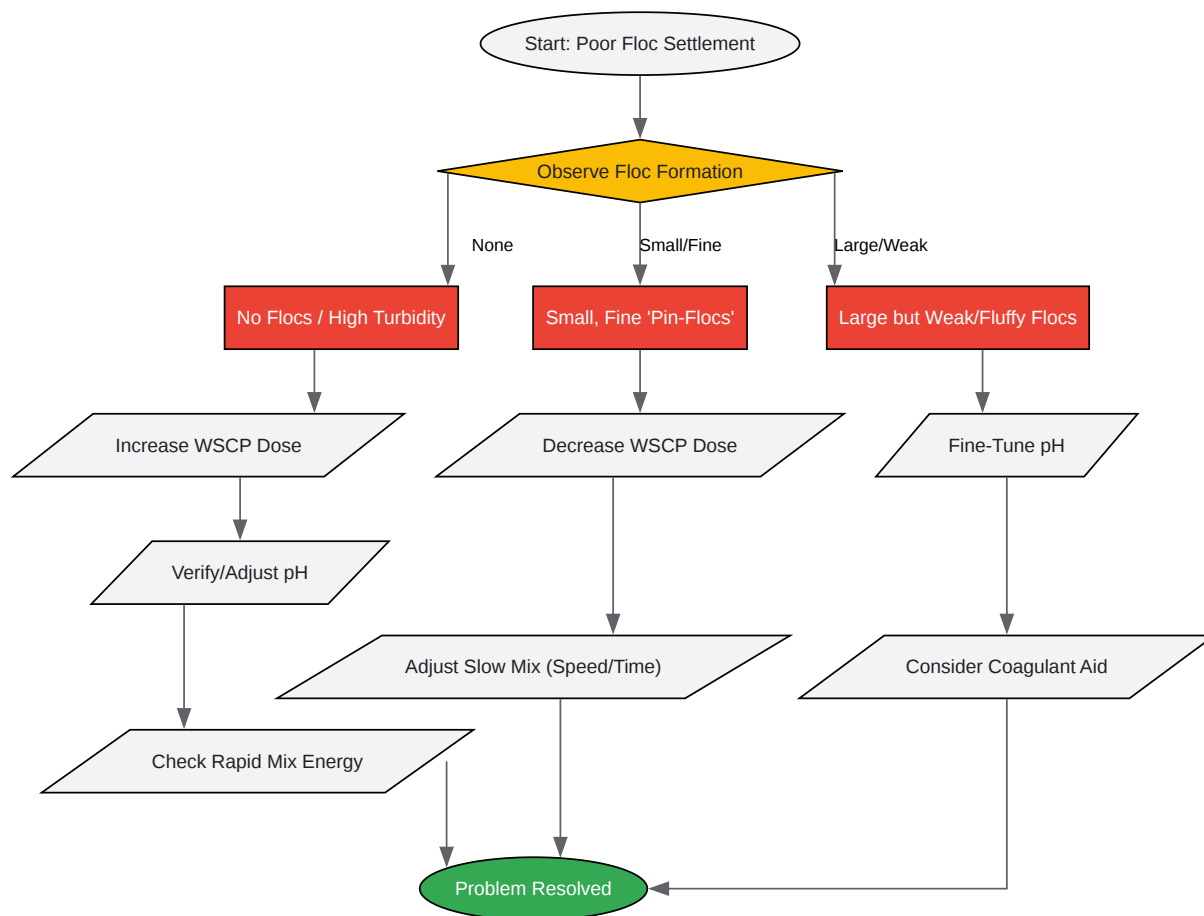 Start: Poor Floc Settlement
Observe Floc Formation
None
Small/Fine
Large/Weak
No Flocs / High Turbidity
Small, Fine 'Pin-Flocs'
Large but Weak/Fluffy Flocs
Increase WSCP Dose
Decrease WSCP Dose
Fine-Tune pH
Verify/Adjust pH
Adjust Slow Mix (Speed/Time)
Consider Coagulant Aid
Check Rapid Mix Energy
Problem Resolved